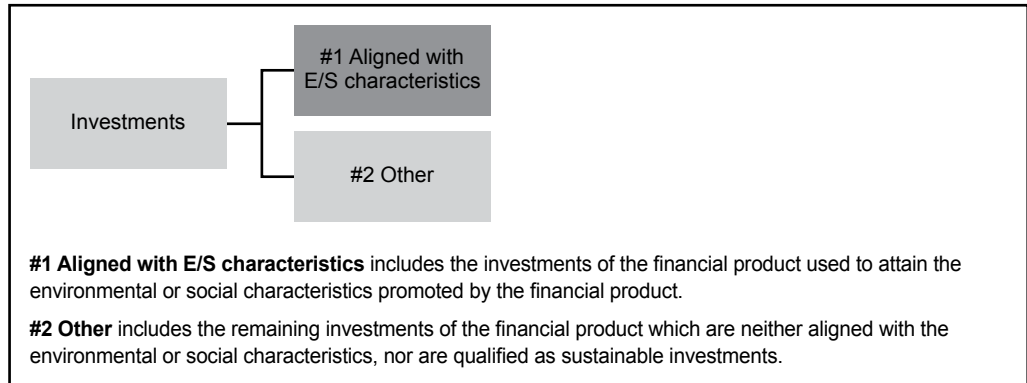 #1 Aligned with
E/S characteristics
Investments
#2 Other
#1 Aligned with E/S characteristics includes the investments of the financial product used to attain the
environmental or social characteristics promoted by the financial product.
#2 Other includes the remaining investments of the financial product which are neither aligned with the
environmental or social characteristics, nor are qualified as sustainable investments.